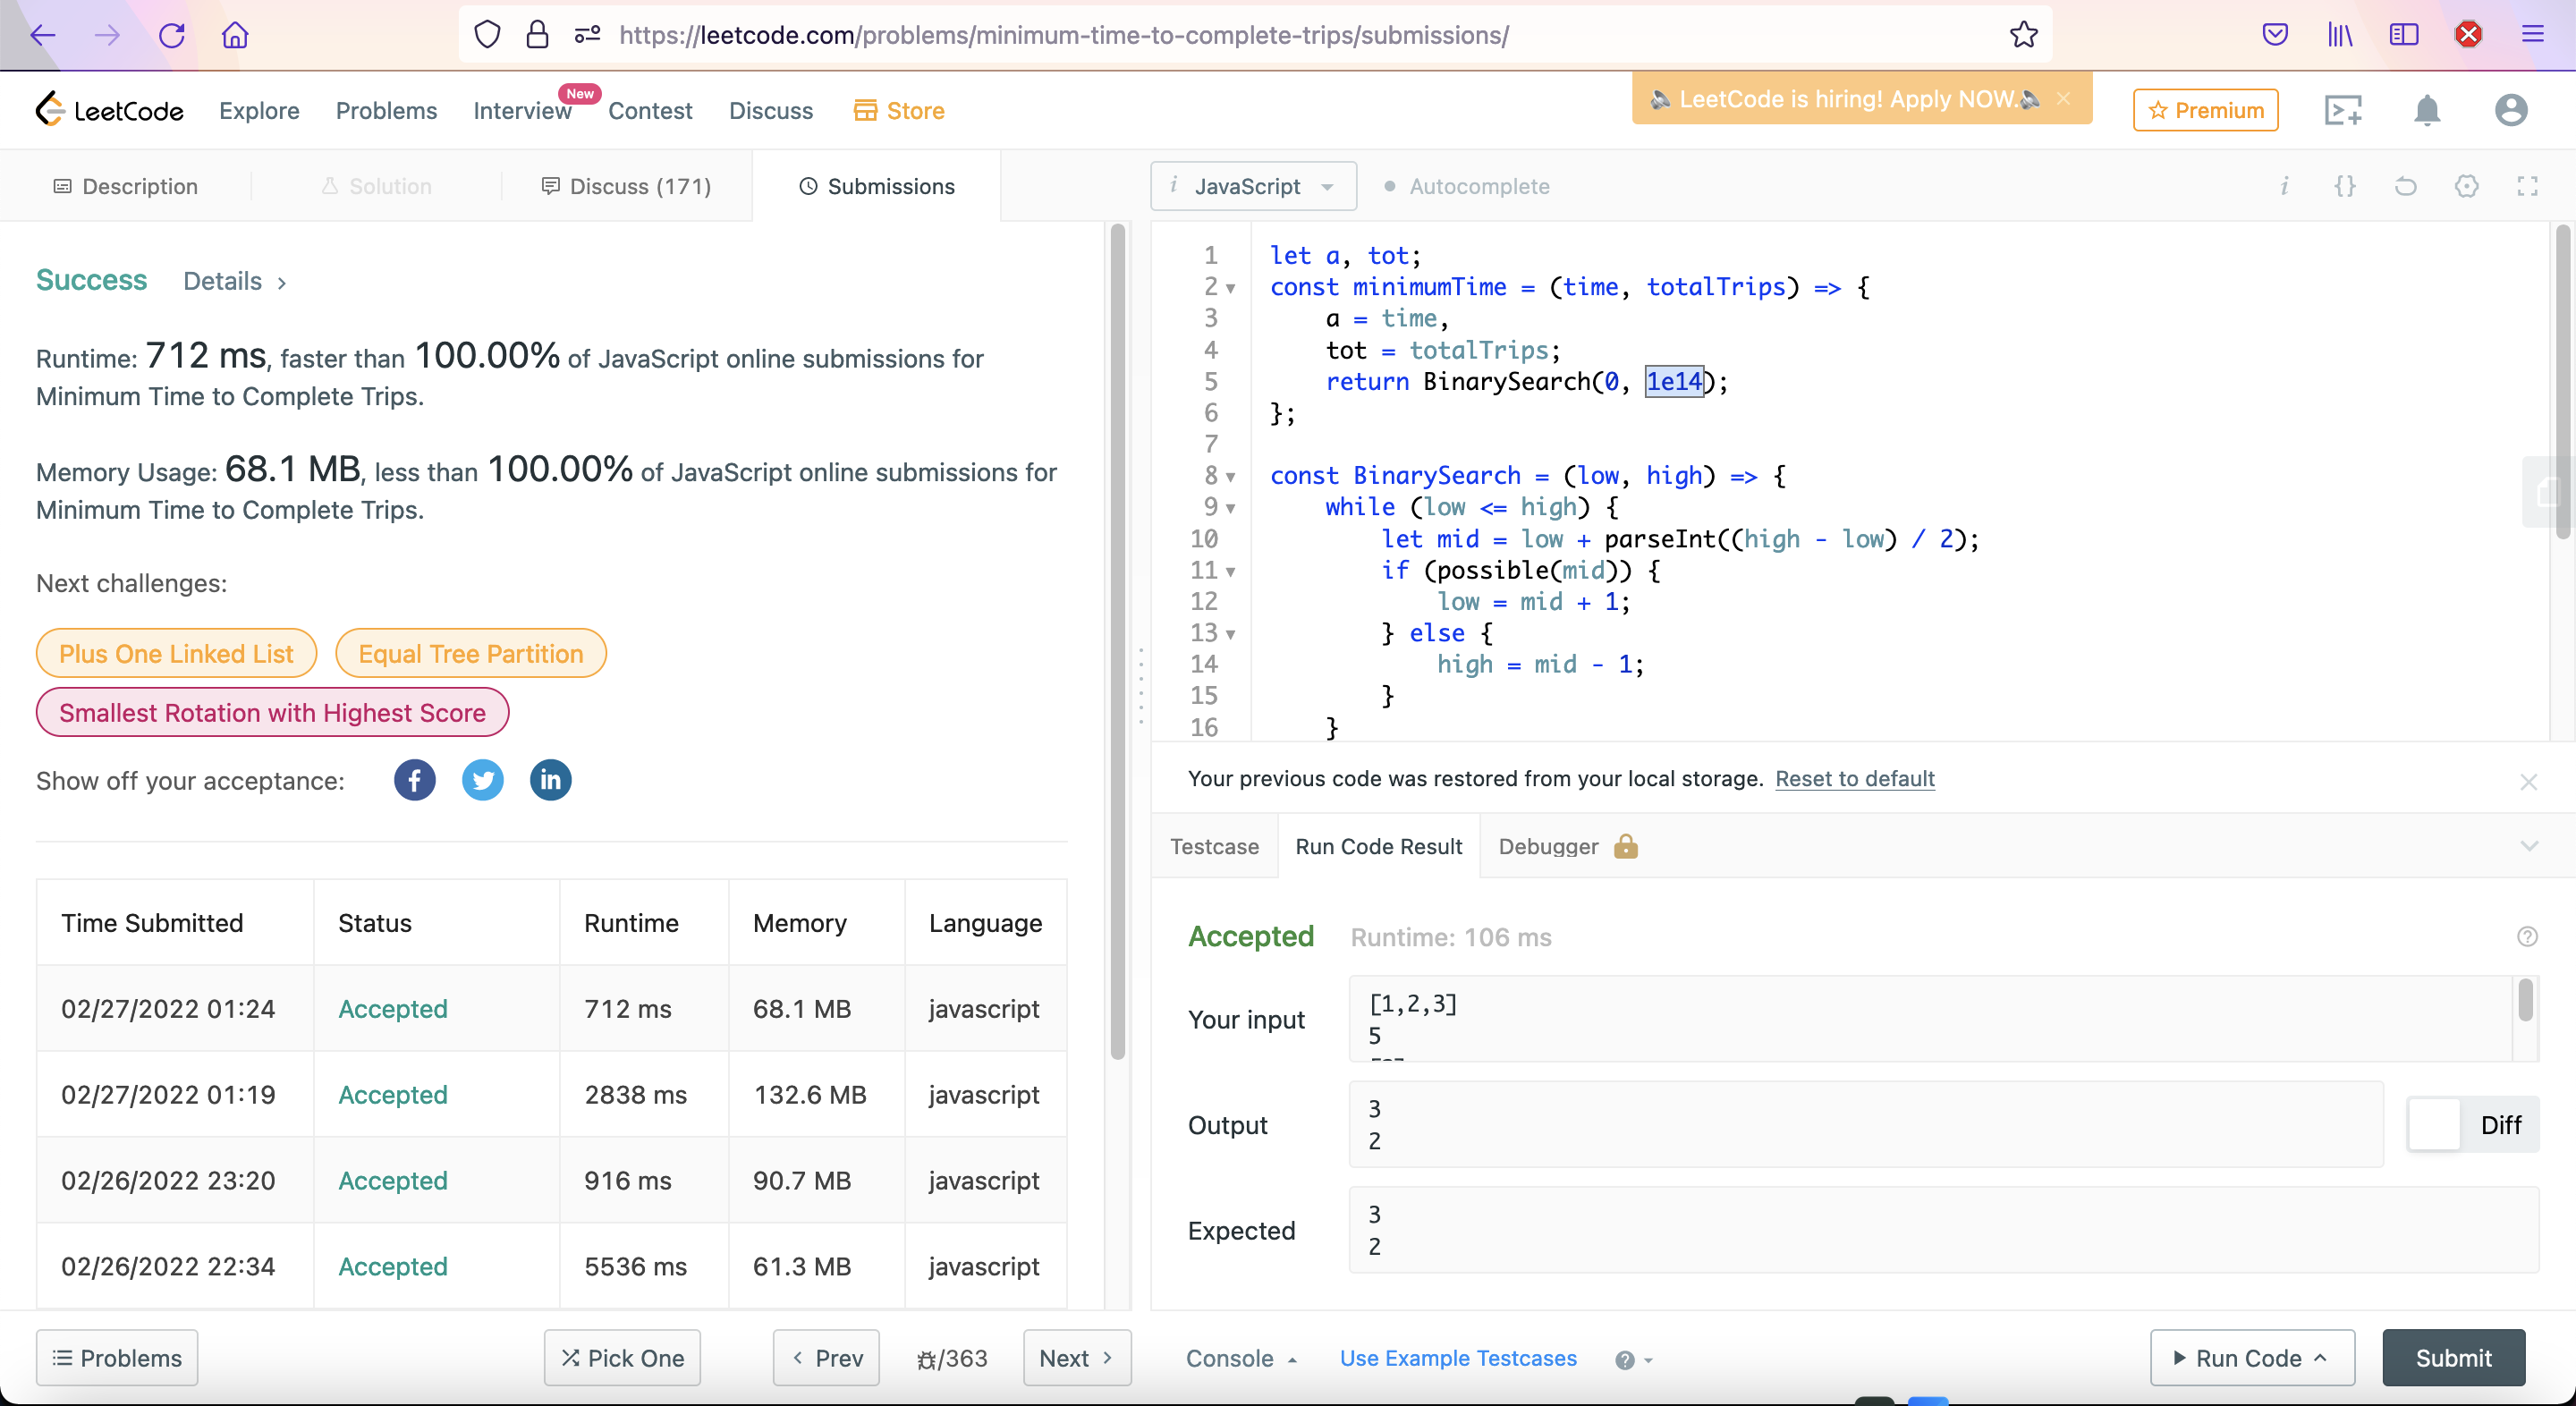 https://leetcode.com/problems/minimum-time-to-complete-trips/submissions/
LeetCode
Explore
Problems
Interview
New
Contest
Discuss
Store
LeetCode is hiring! Apply NOW.
Premium
Description
Solution
Discuss (171)
Submissions
Success
Details
Runtime: 712 ms, faster than 100.00% of JavaScript online submissions for
Minimum Time to Complete Trips.
Memory Usage: 68.1 MB, less than 100.00% of JavaScript online submissions for
Minimum Time to Complete Trips.
Next challenges:
Plus One Linked List
Equal Tree Partition
Smallest Rotation with Highest Score
Show off your acceptance:
Time Submitted Status Runtime Memory Language
02/27/2022 01:24 Accepted 712 ms 68.1 MB javascript
02/27/2022 01:19 Accepted 2838 ms 132.6 MB javascript
02/26/2022 23:20 Accepted 916 ms 90.7 MB javascript
02/26/2022 22:34 Accepted 5536 ms 61.3 MB javascript
Problems
Pick One
Prev
/363
Next
i JavaScript
Autocomplete
i {}
1 let a, tot;
2 const minimumTime = (time, totalTrips) => {
3 a = time,
4 tot = totalTrips;
5 return BinarySearch(0, 1e14);
6 };
7
8 const BinarySearch = (low, high) => {
9 while (low <= high) {
10 let mid = low + parseInt((high - low) / 2);
11 if (possible(mid)) {
12 low = mid + 1;
13 } else {
14 high = mid - 1;
15 }
16 }
Your previous code was restored from your local storage. Reset to default
Testcase
Run Code Result
Debugger
Accepted Runtime: 106 ms
Your input
[1,2,3]
5
Output
3
2
Diff
Expected
3
2
Console
Use Example Testcases
Run Code
Submit